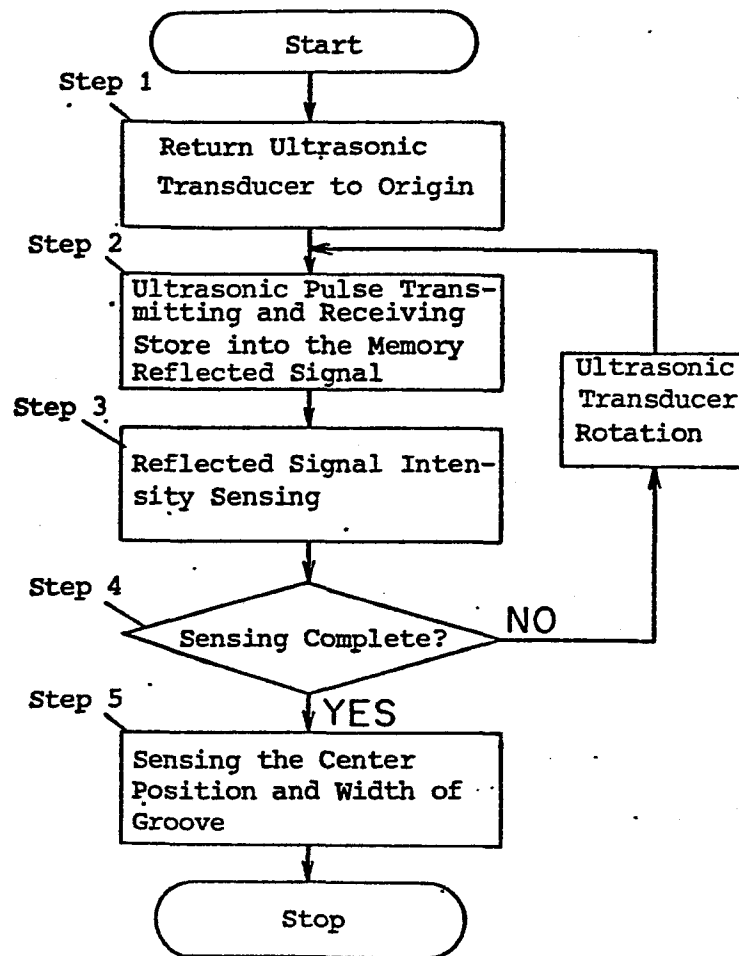 Start
Step 1
Return Ultrasonic
Transducer to Origin
Step 2
Ultrasonic Pulse Trans-
mitting and Receiving
Store into the Memory
Reflected Signal
Ultrasonic
Transducer
Rotation
Step 3
Reflected Signal Inten-
sity Sensing
Step 4
Sensing Complete?
NO
YES
Step 5
Sensing the Center
Position and Width of
Groove
Stop